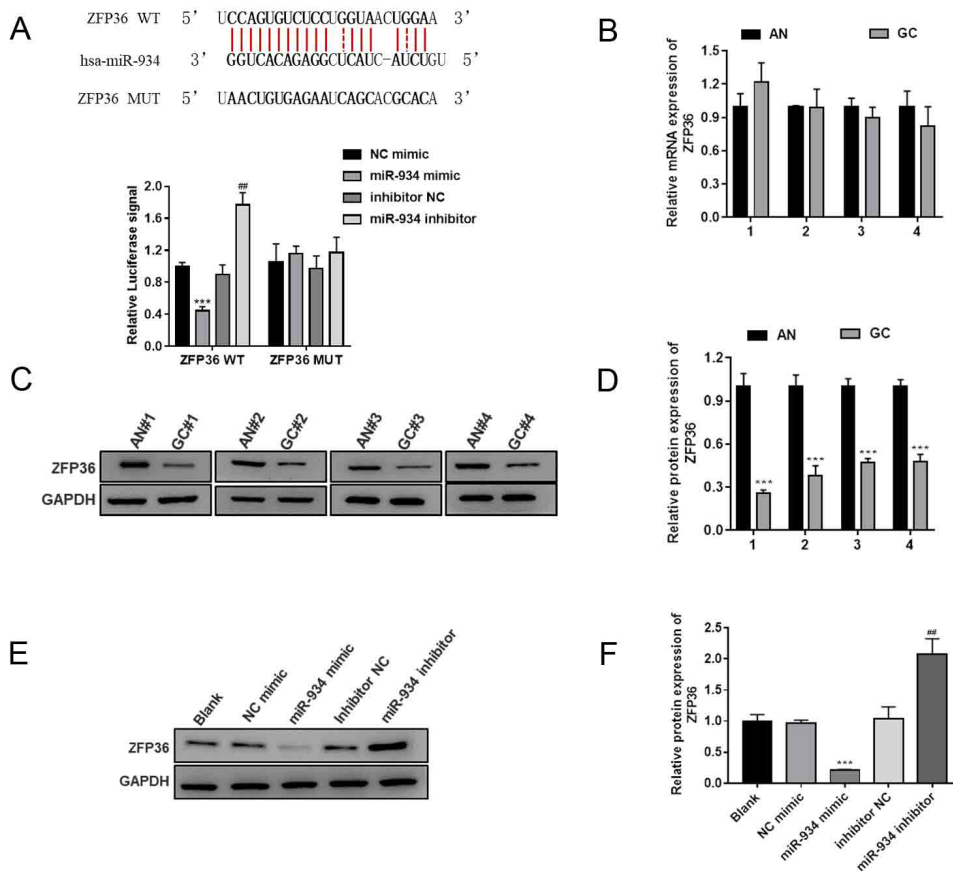 A
ZFP36 WT 5' UCCAGUGUCUCCUGGUAACUGGAA 3'
hsa-miR-934 3' GGUCACAGAGGCUCAUC-AUCUGU 5'
ZFP36 MUT 5' UAACUGUGAGAAUCAGCACGCACA 3'
NC mimic
miR-934 mimic
inhibitor NC
miR-934 inhibitor
Relative Luciferase signal
2.0
1.6
1.2
0.8
0.4
0.0
***
##
ZFP36 WT ZFP36 MUT
B
AN GC
Relative mRNA expression of
ZFP36
1.5
1.2
0.9
0.6
0.3
0.0
1 2 3 4
C
AN#1 GC#1 AN#2 GC#2 AN#3 GC#3 AN#4 GC#4
ZFP36
GAPDH
D
AN GC
Relative protein expression of
ZFP36
1.2
0.9
0.6
0.3
0.0
*** *** *** ***
1 2 3 4
E
Blank NC mimic miR-934 mimic Inhibitor NC miR-934 inhibitor
ZFP36
GAPDH
F
Relative protein expression of
ZFP36
2.5
2.0
1.5
1.0
0.5
0.0
***
##
Blank NC mimic miR-934 mimic inhibitor NC miR-934 inhibitor